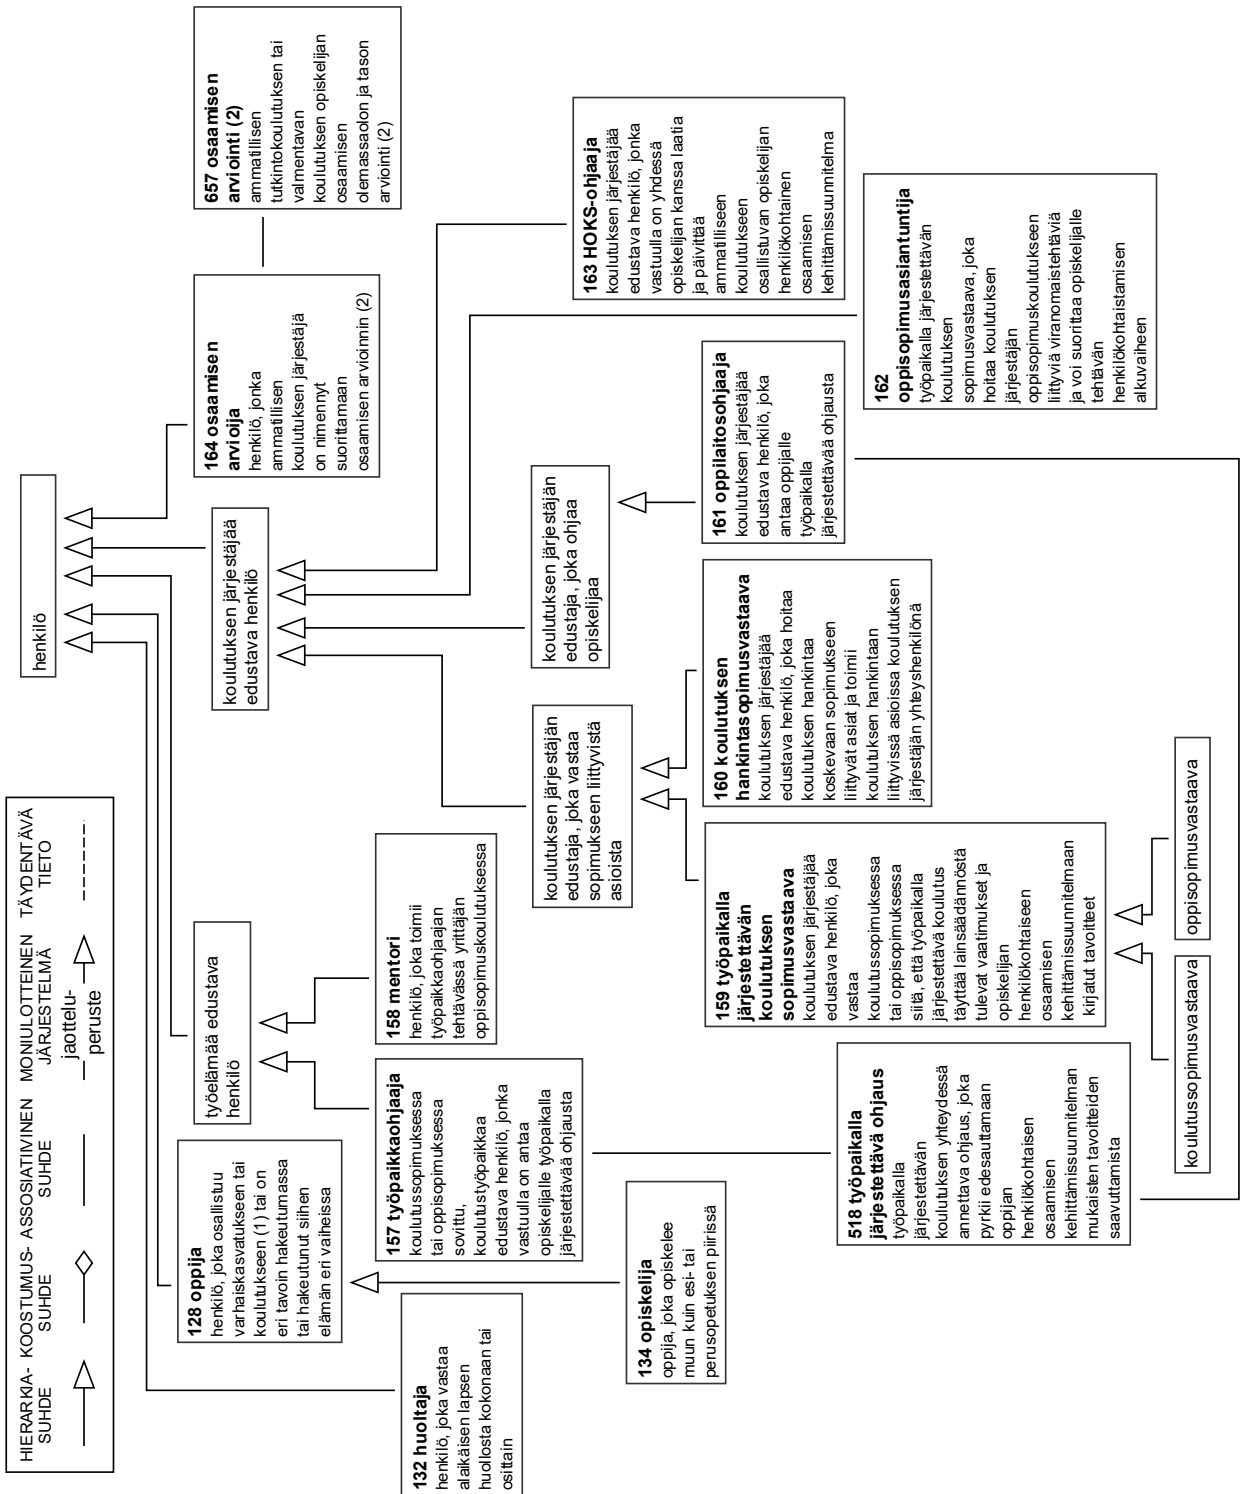 HIERARKIA-
SUHDE
KOOSTUMUS-
SUHDE
ASSOSIATIIVINEN
SUHDE
MONIULOTTEINEN
JÄRJESTELMÄ
jaottelu-
peruste
TÄYDENTÄVÄ
TIETO
henkilö
132 huoltaja
henkilö, joka vastaa
alaikäisen lapsen
huollosta kokonaan tai
osittain
128 oppija
henkilö, joka osallistuu
varhaiskasvatukseen tai
koulutukseen (1) tai on
eri tavoin hakeutumassa
tai hakeutunut siihen
elämän eri vaiheissa
134 opiskelija
oppija, joka opiskelee
muun kuin esi- tai
perusopetuksen piirissä
työelämää edustava
henkilö
157 työpaikkaohjaaja
koulutussopimuksessa
tai oppisopimuksessa
sovittu,
koulutustyöpaikkaa
edustava henkilö, jonka
vastuulla on antaa
opiskelijalle työpaikalla
järjestettävää ohjausta
158 mentori
henkilö, joka toimii
työpaikkaohjaajan
tehtävässä yrittäjän
oppisopimuskoulutuksessa
518 työpaikalla
järjestettävä ohjaus
työpaikalla
järjestettävän
koulutuksen yhteydessä
annettava ohjaus, joka
pyrkii edesauttamaan
oppijan
henkilökohtaisen
osaamisen
kehittämissuunnitelman
mukaisten tavoitteiden
saavuttamista
koulutuksen järjestäjää
edustava henkilö
koulutuksen järjestäjän
edustaja, joka vastaa
sopimukseen liittyvistä
asioista
159 työpaikalla
järjestettävän
koulutuksen
sopimusvastaava
koulutuksen järjestäjää
edustava henkilö, joka
vastaa
koulutussopimuksessa
tai oppisopimuksessa
siitä, että työpaikalla
järjestettävä koulutus
täyttää lainsäädännöstä
tulevat vaatimukset ja
opiskelijan
henkilökohtaiseen
osaamisen
kehittämissuunnitelmaan
kirjatut tavoitteet
koulutussopimusvastaava
oppisopimusvastaava
160 koulutuksen
hankintasopimusvastaava
koulutuksen järjestäjää
edustava henkilö, joka hoitaa
koulutuksen hankintaa
koskevaan sopimukseen
liittyvät asiat ja toimii
koulutuksen hankintaan
liittyvissä asioissa koulutuksen
järjestäjän yhteyshenkilönä
koulutuksen järjestäjän
edustaja, joka ohjaa
opiskelijaa
161 oppilaitosohjaaja
koulutuksen järjestäjää
edustava henkilö, joka
antaa oppijalle
työpaikalla
järjestettävää ohjausta
162
oppisopimusasiantuntija
työpaikalla järjestettävän
koulutuksen
sopimusvastaava, joka
hoitaa koulutuksen
järjestäjän
oppisopimuskoulutukseen
liittyviä viranomaistehtäviä
ja voi suorittaa opiskelijalle
tehtävän
henkilökohtaistamisen
alkuvaiheen
163 HOKS-ohjaaja
koulutuksen järjestäjää
edustava henkilö, jonka
vastuulla on yhdessä
opiskelijan kanssa laatia
ja päivittää
ammatilliseen
koulutukseen
osallistuvan opiskelijan
henkilökohtainen
osaamisen
kehittämissuunnitelma
164 osaamisen
arvioija
henkilö, jonka
ammatillisen
koulutuksen järjestäjä
on nimennyt
suorittamaan
osaamisen arvioinnin (2)
657 osaamisen
arviointi (2)
ammatillisen
tutkintokoulutuksen tai
valmentavan
koulutuksen opiskelijan
osaamisen
olemassaolon ja tason
arviointi (2)